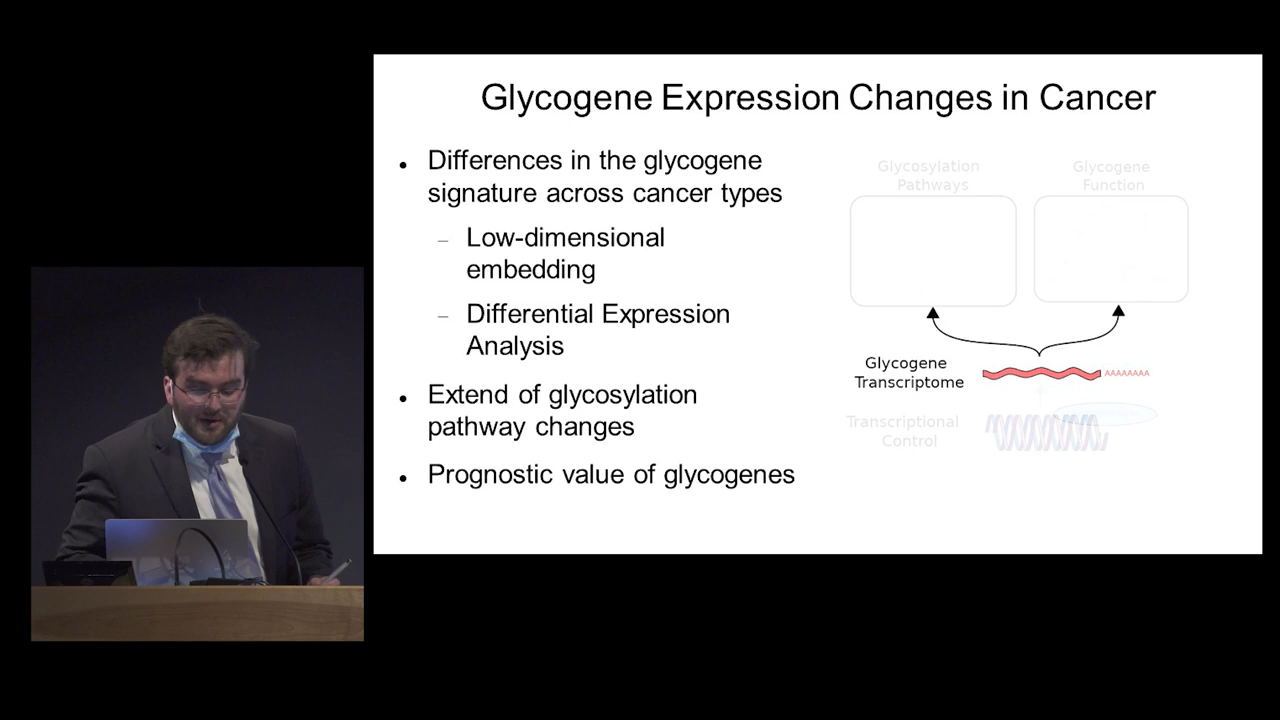 Glycogene Expression Changes in Cancer
• Differences in the glycogene
signature across cancer types
– Low-dimensional
embedding
– Differential Expression
Analysis
• Extend of glycosylation
pathway changes
• Prognostic value of glycogenes
Glycosylation
Pathways
Glycogene
Function
Glycogene
Transcriptome
AAAAAAAA
Transcriptional
Control